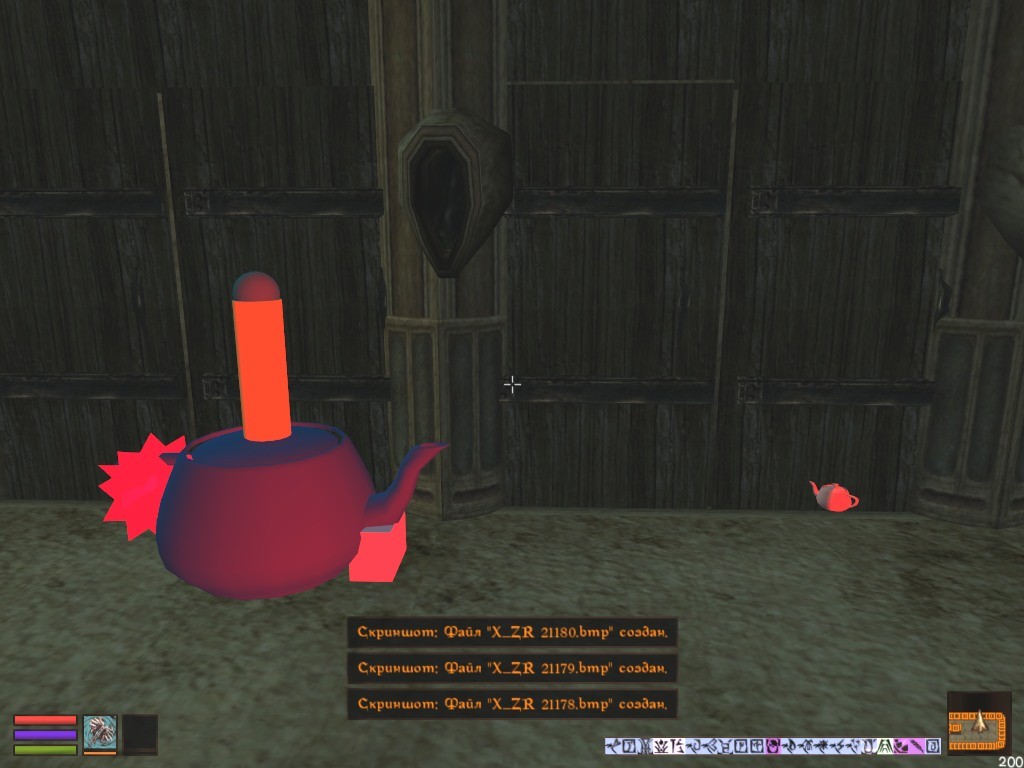 Скриншот: Файл "X_ZR 21180.bmp" создан.
Скриншот: Файл "X_ZR 21179.bmp" создан.
Скриншот: Файл "X_ZR 21178.bmp" создан.
200